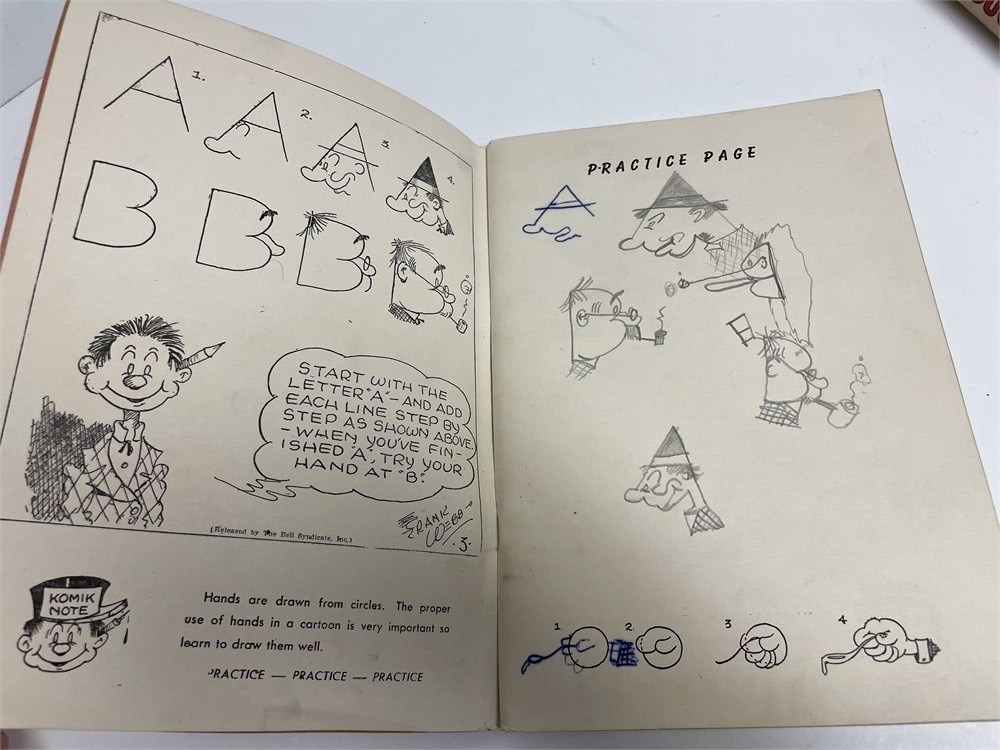 A 1.
A 2.
A 3.
A 4.
B B B B
START WITH THE
LETTER "A"-AND ADD
EACH LINE STEP BY
STEP AS SHOWN ABOVE.
-WHEN YOU'VE FIN-
ISHED "A", TRY YOUR
HAND AT "B".
FRANK
WEBB
3.
(Released by The Bell Syndicate, Inc.)
KOMIK
NOTE
Hands are drawn from circles. The proper
use of hands in a cartoon is very important so
learn to draw them well.
PRACTICE — PRACTICE — PRACTICE
PRACTICE PAGE
A
1 2. 3 4